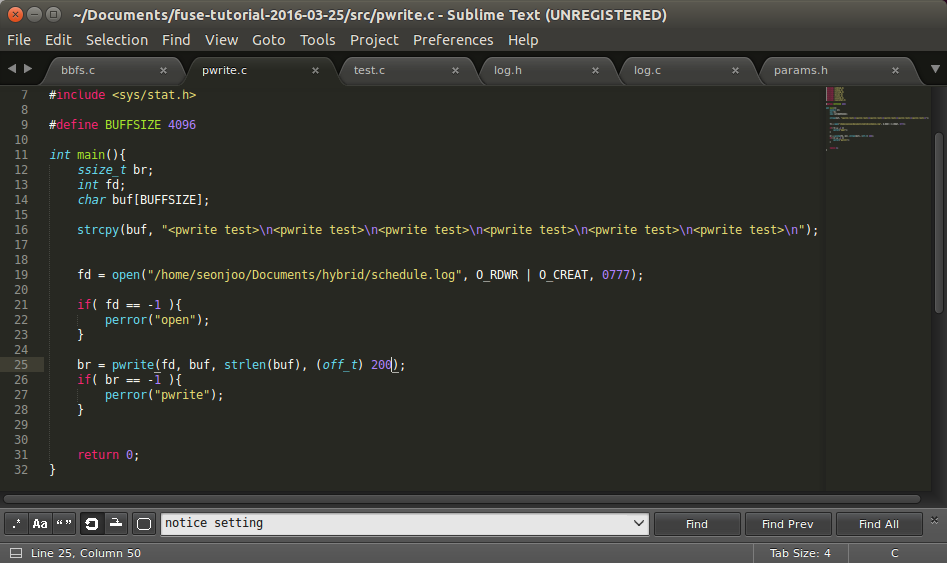 ~/Documents/fuse-tutorial-2016-03-25/src/pwrite.c - Sublime Text (UNREGISTERED)
File Edit Selection Find View Goto Tools Project Preferences Help
bbfs.c × pwrite.c × test.c × log.h × log.c × params.h ×
7 #include <sys/stat.h>
8
9 #define BUFFSIZE 4096
10
11 int main(){
12     ssize_t br;
13     int fd;
14     char buf[BUFFSIZE];
15
16     strcpy(buf, "<pwrite test>\n<pwrite test>\n<pwrite test>\n<pwrite test>\n<pwrite test>\n<pwrite test>\n");
17
18
19     fd = open("/home/seonjoo/Documents/hybrid/schedule.log", O_RDWR | O_CREAT, 0777);
20
21     if( fd == -1 ){
22         perror("open");
23     }
24
25     br = pwrite(fd, buf, strlen(buf), (off_t) 200);
26     if( br == -1 ){
27         perror("pwrite");
28     }
29
30
31     return 0;
32 }
.* Aa “” notice setting Find Find Prev Find All ×
Line 25, Column 50 Tab Size: 4 C